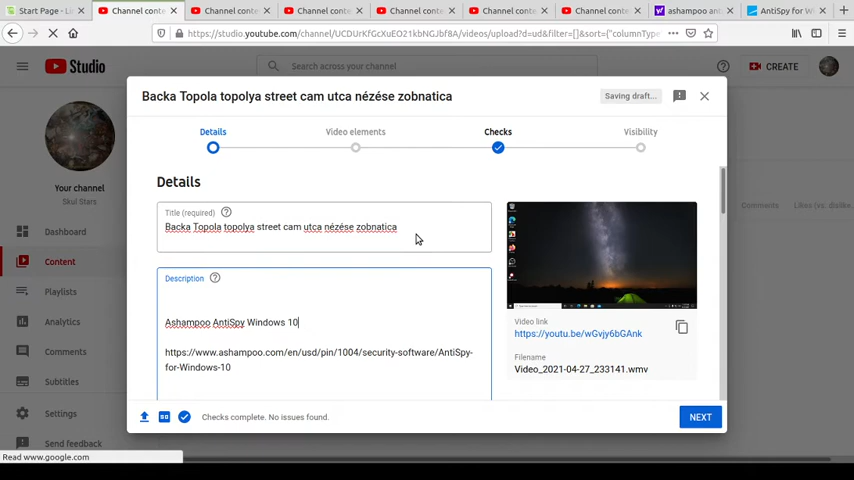 Start Page - Li
Channel conte
Channel conte
Channel conte
Channel conte
Channel conte
Channel conte
ashampoo anti
AntiSpy for Wi
https://studio.youtube.com/channel/UCDUrKfGcXuEO21kbNGJbf8A/videos/upload?d=ud&filter=[]&sort={"columnType
Studio
Search across your channel
CREATE
Backa Topola topolya street cam utca nézése zobnatica
Saving draft...
Details
Video elements
Checks
Visibility
Details
Title (required)
Backa Topola topolya street cam utca nézése zobnatica
Description
Ashampoo AntiSpy Windows 10
https://www.ashampoo.com/en/usd/pin/1004/security-software/AntiSpy-
for-Windows-10
Video link
https://youtu.be/wGvjy6bGAnk
Filename
Video_2021-04-27_233141.wmv
Your channel
Skul Stars
Dashboard
Content
Playlists
Analytics
Comments
Subtitles
Settings
Send feedback
Comments
Likes (vs. dislike
SD
Checks complete. No issues found.
NEXT
Read www.google.com